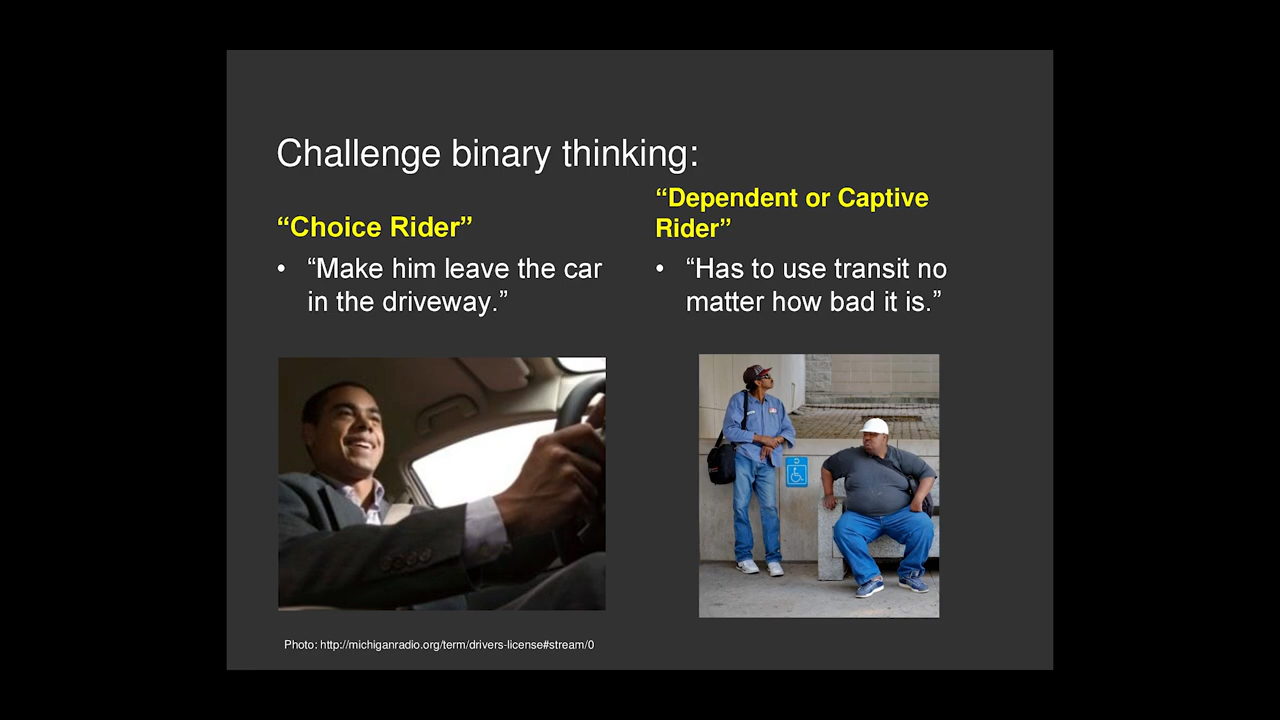 Challenge binary thinking:
“Choice Rider”
• “Make him leave the car
in the driveway.”
“Dependent or Captive
Rider”
• “Has to use transit no
matter how bad it is.”
Photo: http://michiganradio.org/term/drivers-license#stream/0